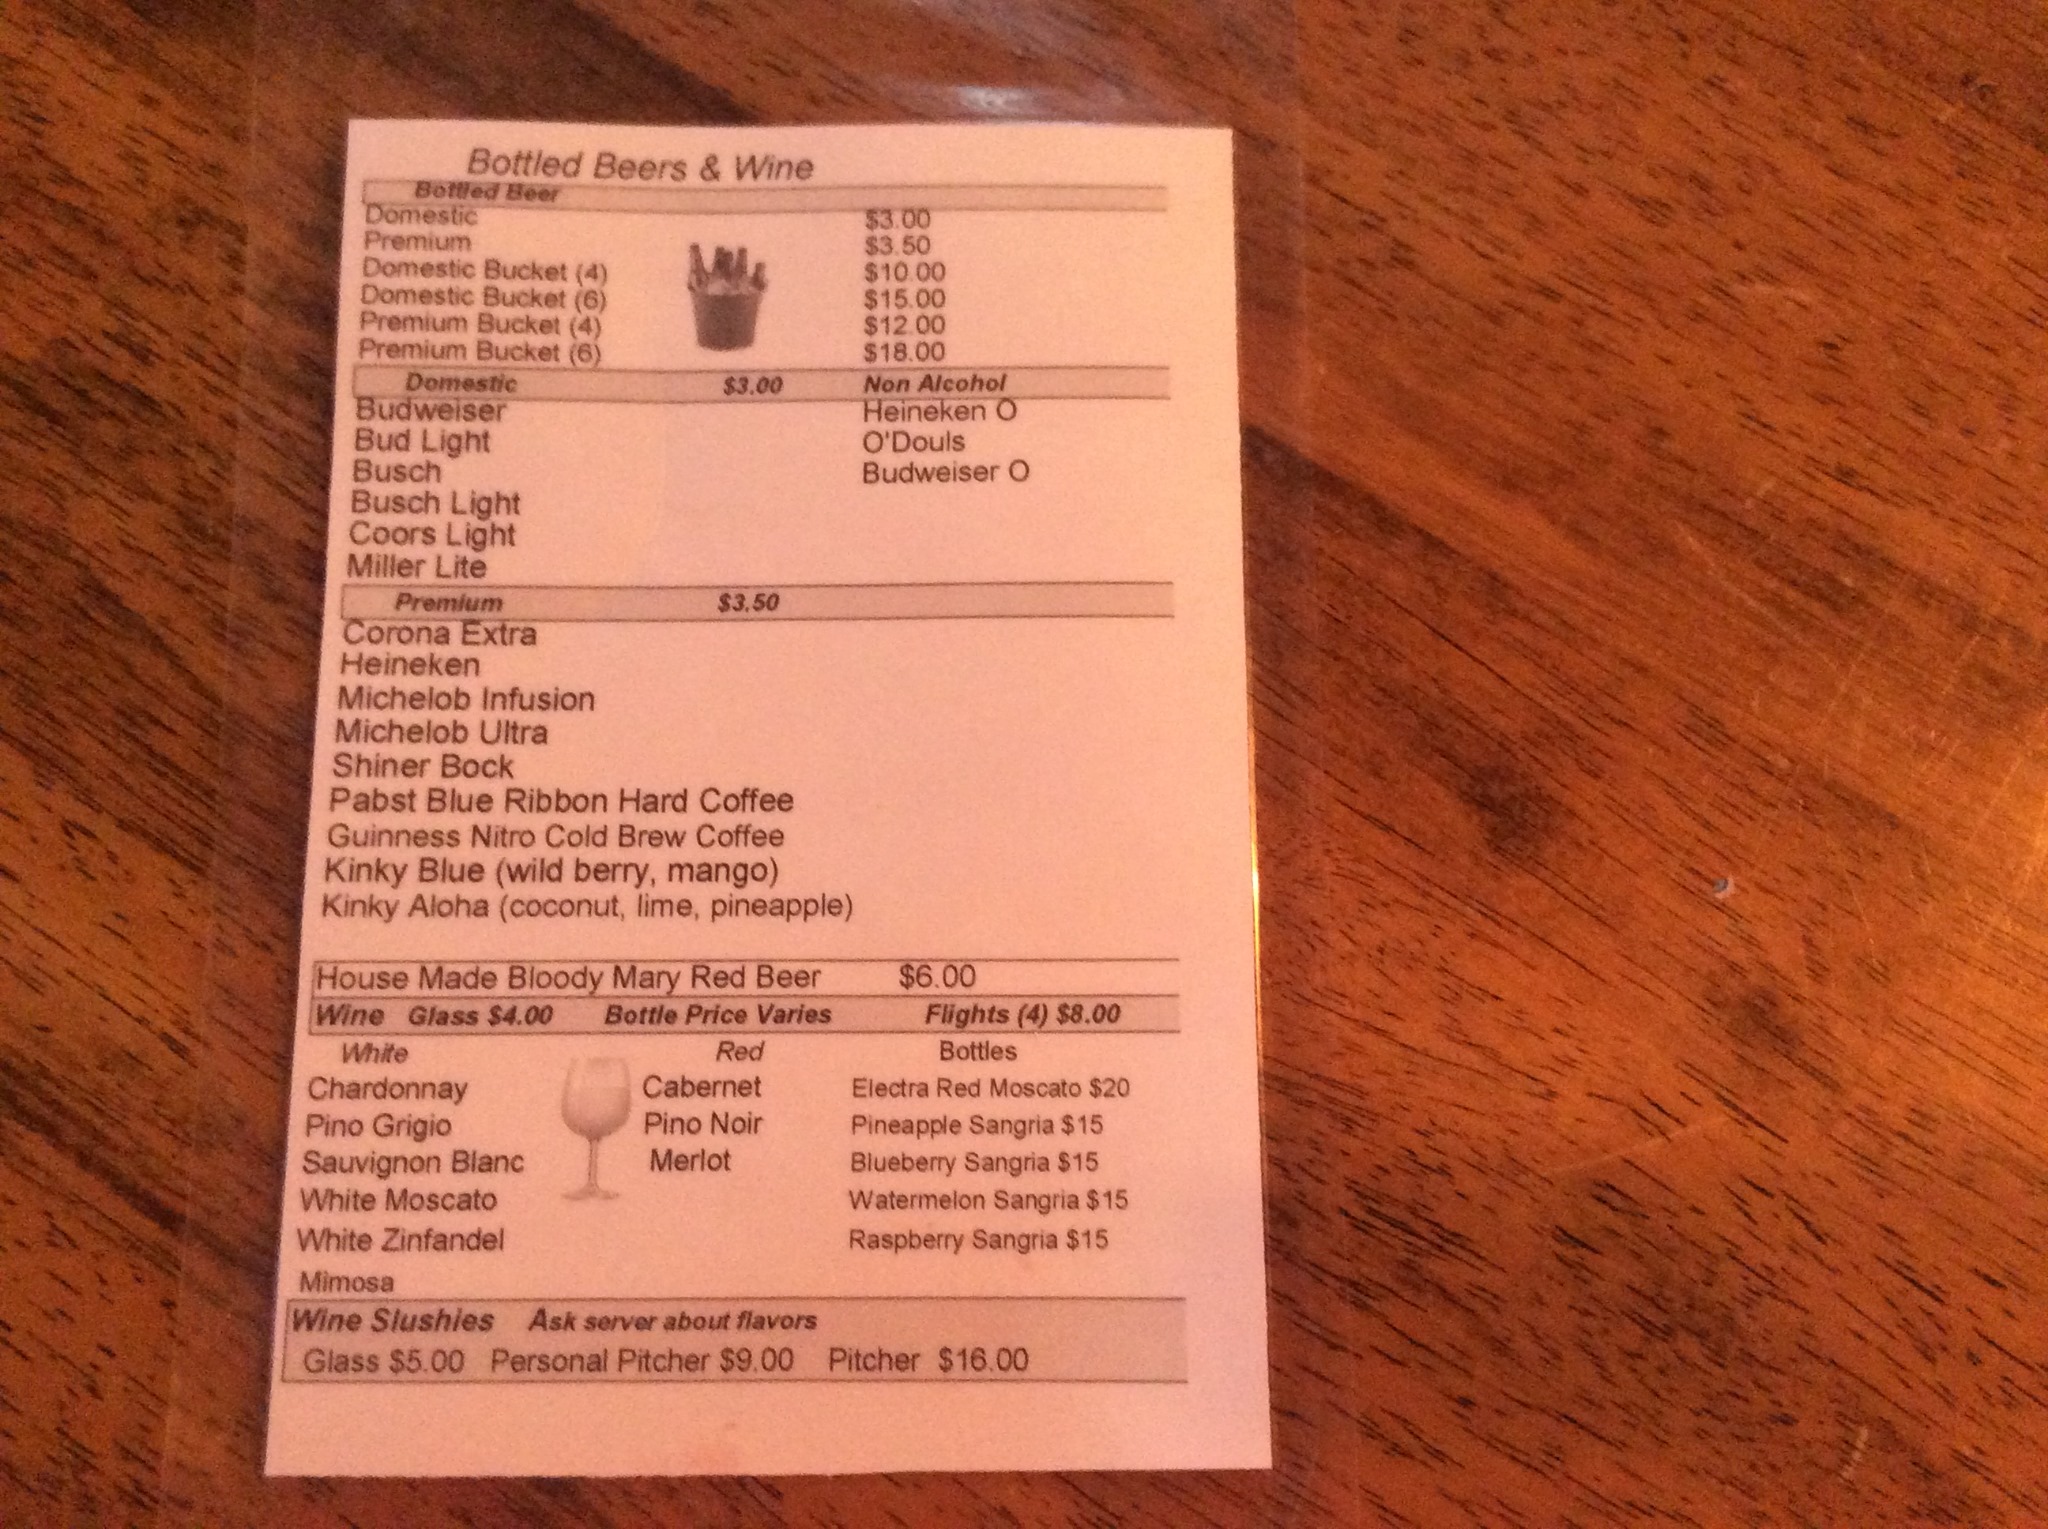 Bottled Beers & Wine
Bottled Beer
Domestic $3.00
Premium $3.50
Domestic Bucket (4) $10.00
Domestic Bucket (6) $15.00
Premium Bucket (4) $12.00
Premium Bucket (6) $18.00
Domestic $3.00 Non Alcohol
Budweiser Heineken O
Bud Light O'Douls
Busch Budweiser O
Busch Light
Coors Light
Miller Lite
Premium $3.50
Corona Extra
Heineken
Michelob Infusion
Michelob Ultra
Shiner Bock
Pabst Blue Ribbon Hard Coffee
Guinness Nitro Cold Brew Coffee
Kinky Blue (wild berry, mango)
Kinky Aloha (coconut, lime, pineapple)
House Made Bloody Mary Red Beer $6.00
Wine Glass $4.00 Bottle Price Varies Flights (4) $8.00
White Red Bottles
Chardonnay Cabernet Electra Red Moscato $20
Pino Grigio Pino Noir Pineapple Sangria $15
Sauvignon Blanc Merlot Blueberry Sangria $15
White Moscato Watermelon Sangria $15
White Zinfandel Raspberry Sangria $15
Mimosa
Wine Slushies Ask server about flavors
Glass $5.00 Personal Pitcher $9.00 Pitcher $16.00